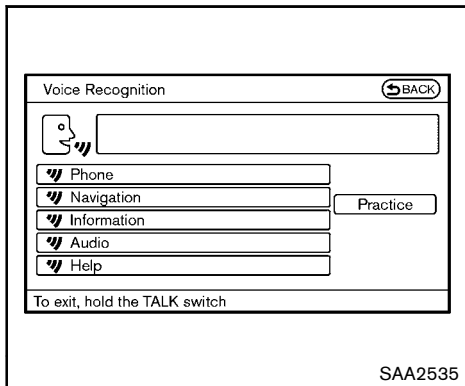 Voice Recognition
BACK
Phone
Navigation
Information
Audio
Help
Practice
To exit, hold the TALK switch
SAA2535